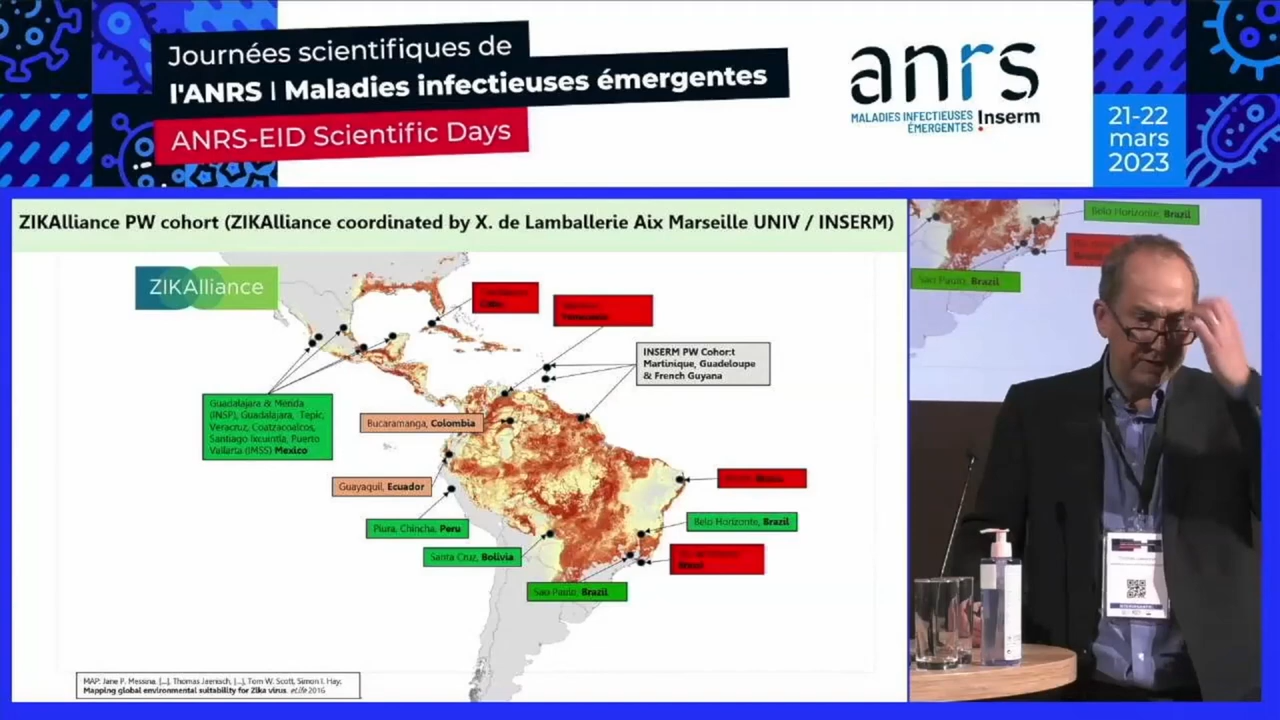 Journées scientifiques de
l'ANRS | Maladies infectieuses émergentes
ANRS-EID Scientific Days
anrs
MALADIES INFECTIEUSES
ÉMERGENTES Inserm
21-22
mars
2023
ZIKAlliance PW cohort (ZIKAlliance coordinated by X. de Lamballerie Aix Marseille UNIV / INSERM)
ZIKAlliance
INSERM PW Cohor:t
Martinique, Guadeloupe
& French Guyana
Guadalajara & Merida
(INSP), Guadalajara, Tepic,
Veracruz, Coatzacoalcos,
Santiago Ixcuintla, Puerto
Vallarta (IMSS) Mexico
Bucaramanga, Colombia
Guayaquil, Ecuador
Piura, Chincha, Peru
Santa Cruz, Bolivia
Belo Horizonte, Brazil
Brazil
Sao Paulo, Brazil
MAP: Jane P. Messina, [...], Thomas Jaenisch, [...], Tom W. Scott, Simon I. Hay.
Mapping global environmental suitability for Zika virus. eLife 2016
Belo Horizonte, Brazil
Sao Paulo, Brazil